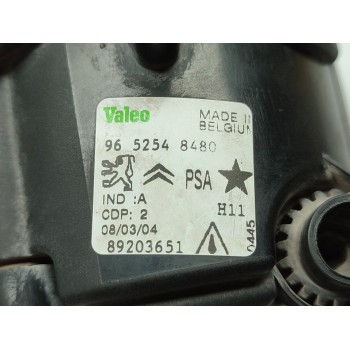 Valeo
MADE IN
BELGIUM
96 5254 8480
PSA
IND :A
H11
CDP: 2
08/03/04
89203651
0445